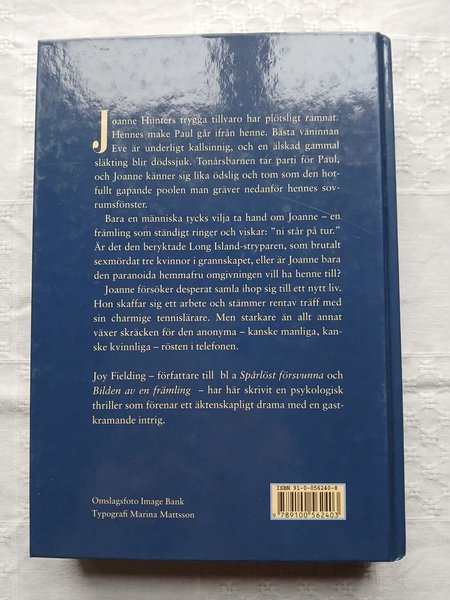 Joanne Hunters trygga tillvaro har plötsligt rämnat.
Hennes make Paul går ifrån henne. Bästa väninnan
Eve är underligt kallsinnig, och en älskad gammal
släkting blir dödssjuk. Tonårsbarnen tar parti för Paul,
och Joanne känner sig lika ödslig och tom som den hot-
fullt gapande poolen man gräver nedanför hennes sov-
rumsfönster.
Bara en människa tycks vilja ta hand om Joanne – en
främling som ständigt ringer och viskar: "ni står på tur."
Är det den beryktade Long Island-stryparen, som brutalt
sexmördat tre kvinnor i grannskapet, eller är Joanne bara
den paranoida hemmafru omgivningen vill ha henne till?
Joanne försöker desperat samla ihop sig till ett nytt liv.
Hon skaffar sig ett arbete och stämmer rentav träff med
sin charmige tennislärare. Men starkare än allt annat
växer skräcken för den anonyma – kanske manliga, kan-
ske kvinnliga – rösten i telefonen.
Joy Fielding – författare till bl a Spårlöst försvunna och
Bilden av en främling – har här skrivit en psykologisk
thriller som förenar ett äktenskapligt drama med en gast-
kramande intrig.
ISBN 91-0-056240-8
9 789100 562403
Omslagsfoto Image Bank
Typografi Marina Mattsson